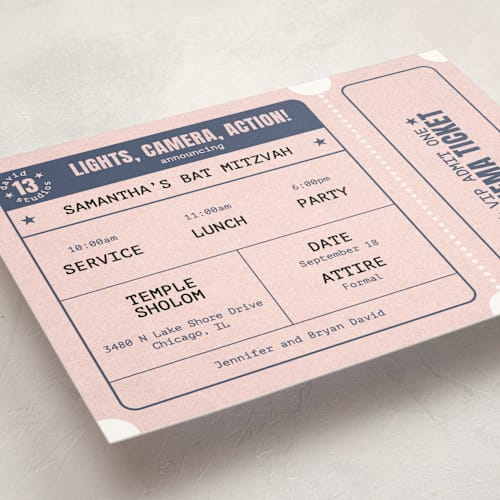 david
13
studios
LIGHTS, CAMERA, ACTION!
announcing
SAMANTHA'S BAT MITZVAH
10:00am
SERVICE
11:00am
LUNCH
6:00pm
PARTY
TEMPLE
SHOLOM
3480 N Lake Shore Drive
Chicago, IL
DATE
September 18
ATTIRE
Formal
Jennifer and Bryan David
VIP ADMIT ONE
TICKET